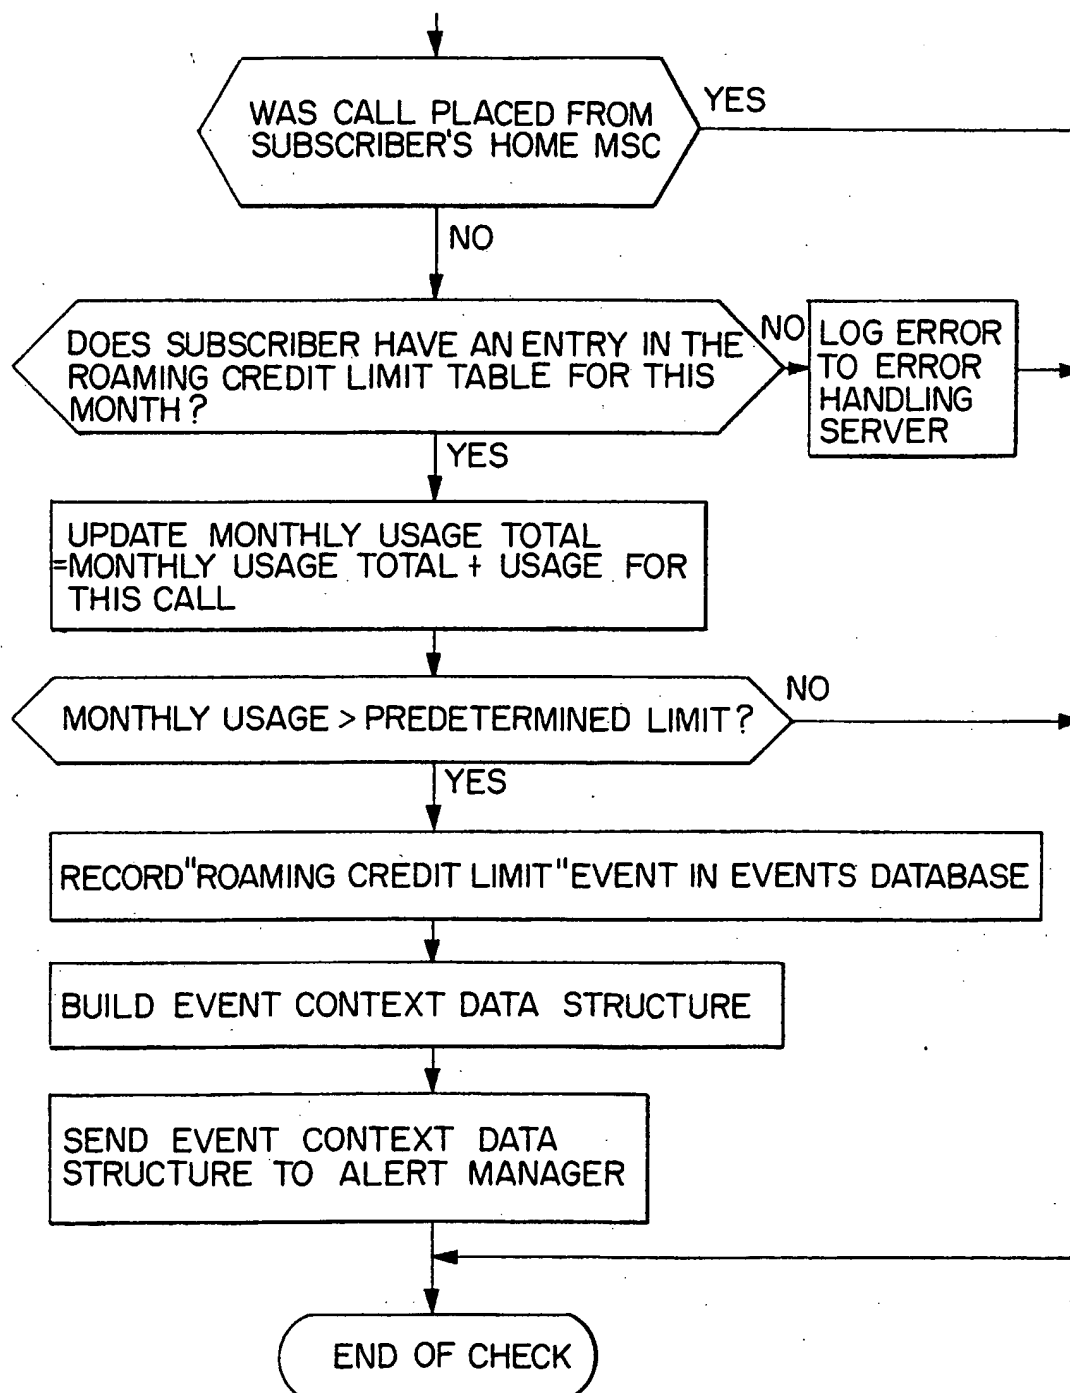 WAS CALL PLACED FROM
SUBSCRIBER'S HOME MSC
YES
NO
DOES SUBSCRIBER HAVE AN ENTRY IN THE
ROAMING CREDIT LIMIT TABLE FOR THIS
MONTH?
NO
LOG ERROR
TO ERROR
HANDLING
SERVER
YES
UPDATE MONTHLY USAGE TOTAL
=MONTHLY USAGE TOTAL + USAGE FOR
THIS CALL
MONTHLY USAGE > PREDETERMINED LIMIT?
NO
YES
RECORD "ROAMING CREDIT LIMIT" EVENT IN EVENTS DATABASE
BUILD EVENT CONTEXT DATA STRUCTURE
SEND EVENT CONTEXT DATA
STRUCTURE TO ALERT MANAGER
END OF CHECK